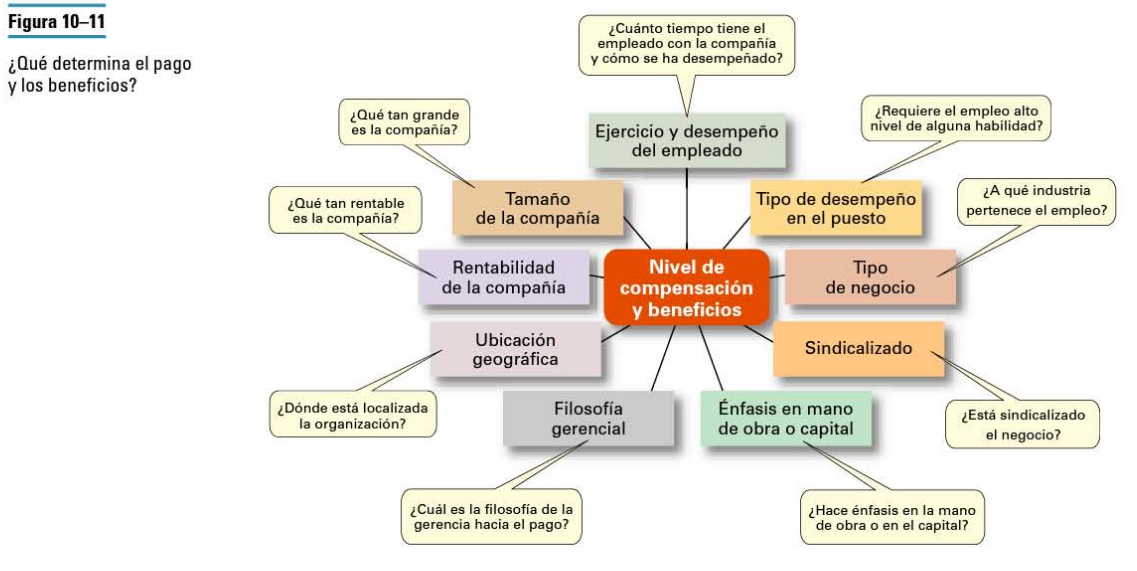 Figura 10–11
¿Qué determina el pago
y los beneficios?
¿Cuánto tiempo tiene el
empleado con la compañía
y cómo se ha desempeñado?
Ejercicio y desempeño
del empleado
¿Qué tan grande
es la compañía?
Tamaño
de la compañía
¿Requiere el empleo alto
nivel de alguna habilidad?
Tipo de desempeño
en el puesto
¿Qué tan rentable
es la compañía?
Rentabilidad
de la compañía
Nivel de
compensación
y beneficios
¿A qué industria
pertenece el empleo?
Tipo
de negocio
Ubicación
geográfica
¿Dónde está localizada
la organización?
Sindicalizado
¿Está sindicalizado
el negocio?
Filosofía
gerencial
¿Cuál es la filosofía de la
gerencia hacia el pago?
Énfasis en mano
de obra o capital
¿Hace énfasis en la mano
de obra o en el capital?